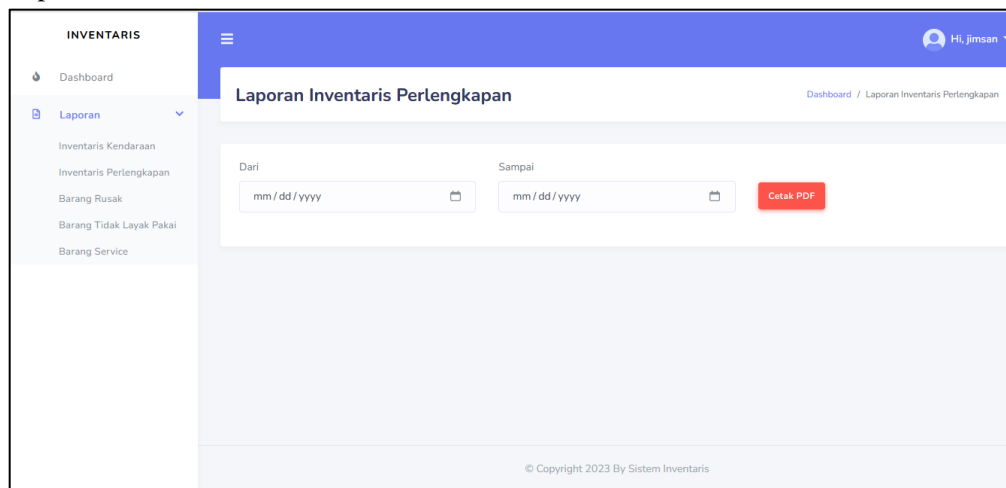 INVENTARIS
Hi, jimsan
Dashboard
Laporan
Inventaris Kendaraan
Inventaris Perlengkapan
Barang Rusak
Barang Tidak Layak Pakai
Barang Service
Laporan Inventaris Perlengkapan
Dashboard / Laporan Inventaris Perlengkapan
Dari
Sampai
mm/dd/yyyy
mm/dd/yyyy
Cetak PDF
© Copyright 2023 By Sistem Inventaris